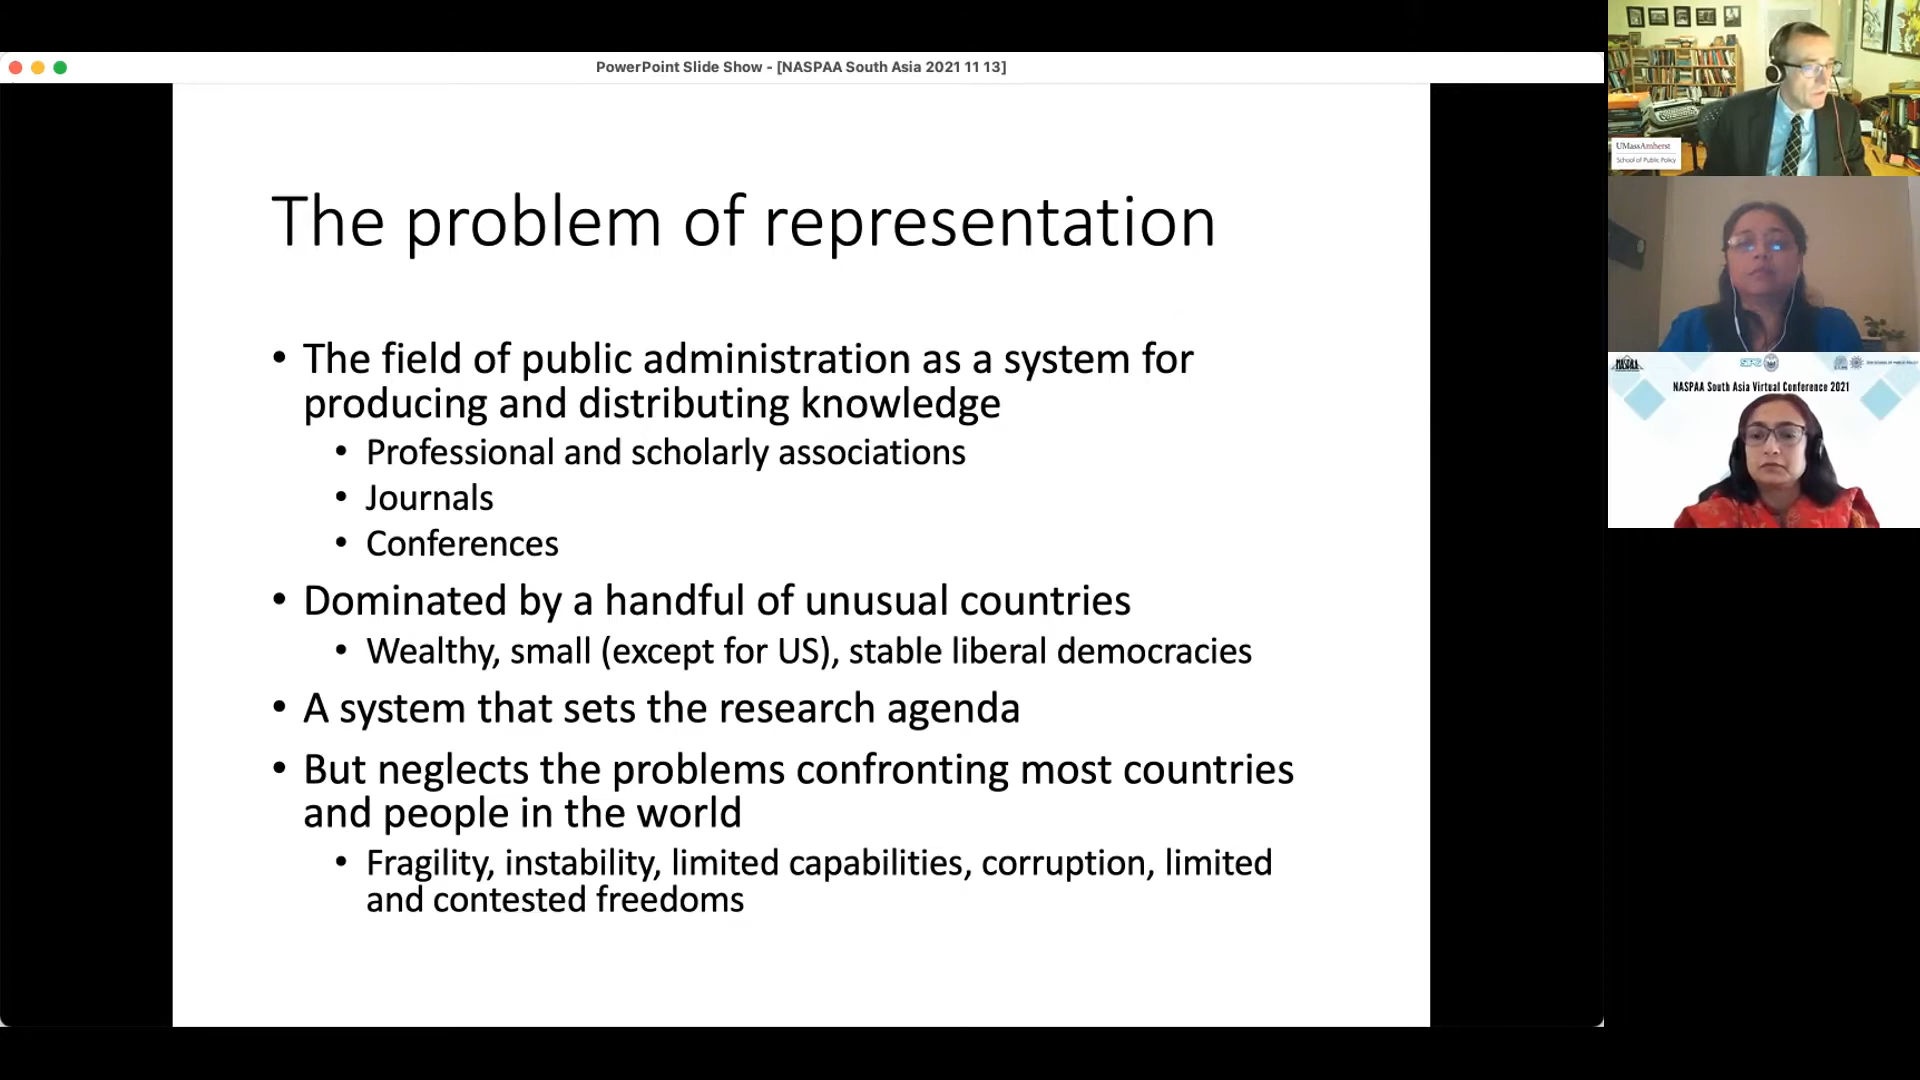 PowerPoint Slide Show - [NASPAA South Asia 2021 11 13]
The problem of representation
• The field of public administration as a system for
producing and distributing knowledge
• Professional and scholarly associations
• Journals
• Conferences
• Dominated by a handful of unusual countries
• Wealthy, small (except for US), stable liberal democracies
• A system that sets the research agenda
• But neglects the problems confronting most countries
and people in the world
• Fragility, instability, limited capabilities, corruption, limited
and contested freedoms
UMassAmherst
School of Public Policy
NASPAA
NASPAA South Asia Virtual Conference 2021